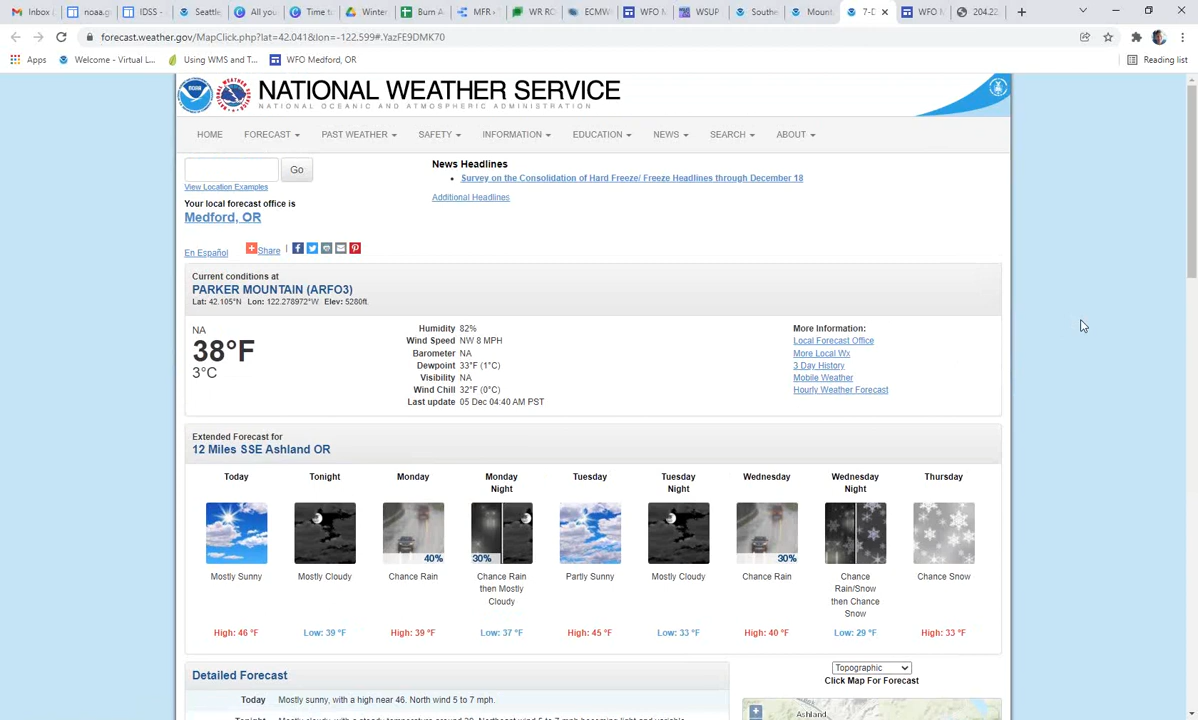 Inbox
noaa.g
IDSS -
Seattle
All you
Time to
Winter
Burn A
MFR
WR RO
ECMW
WFO M
WSUP
Southe
Mount
7-D
WFO M
204.22
forecast.weather.gov/MapClick.php?lat=42.041&lon=-122.599#.YazFE9DMK70
Apps
Welcome - Virtual L...
Using WMS and T...
WFO Medford, OR
Reading list
NOAA
NATIONAL WEATHER SERVICE
NATIONAL OCEANIC AND ATMOSPHERIC ADMINISTRATION
HOME
FORECAST
PAST WEATHER
SAFETY
INFORMATION
EDUCATION
NEWS
SEARCH
ABOUT
Go
View Location Examples
News Headlines
Survey on the Consolidation of Hard Freeze/ Freeze Headlines through December 18
Additional Headlines
Your local forecast office is
Medford, OR
En Español
Share
Current conditions at
PARKER MOUNTAIN (ARFO3)
Lat: 42.105°N Lon: 122.278972°W Elev: 5280ft.
NA
38°F
3°C
Humidity 82%
Wind Speed NW 8 MPH
Barometer NA
Dewpoint 33°F (1°C)
Visibility NA
Wind Chill 32°F (0°C)
Last update 05 Dec 04:40 AM PST
More Information:
Local Forecast Office
More Local Wx
3 Day History
Mobile Weather
Hourly Weather Forecast
Extended Forecast for
12 Miles SSE Ashland OR
Today
Mostly Sunny
High: 46 °F
Tonight
Mostly Cloudy
Low: 39 °F
Monday
40%
Chance Rain
High: 39 °F
Monday
Night
30%
Chance Rain
then Mostly
Cloudy
Low: 37 °F
Tuesday
Partly Sunny
High: 45 °F
Tuesday
Night
Mostly Cloudy
Low: 33 °F
Wednesday
30%
Chance Rain
High: 40 °F
Wednesday
Night
Chance
Rain/Snow
then Chance
Snow
Low: 29 °F
Thursday
Chance Snow
High: 33 °F
Detailed Forecast
Today Mostly sunny, with a high near 46. North wind 5 to 7 mph.
Topographic
Click Map For Forecast
Ashland